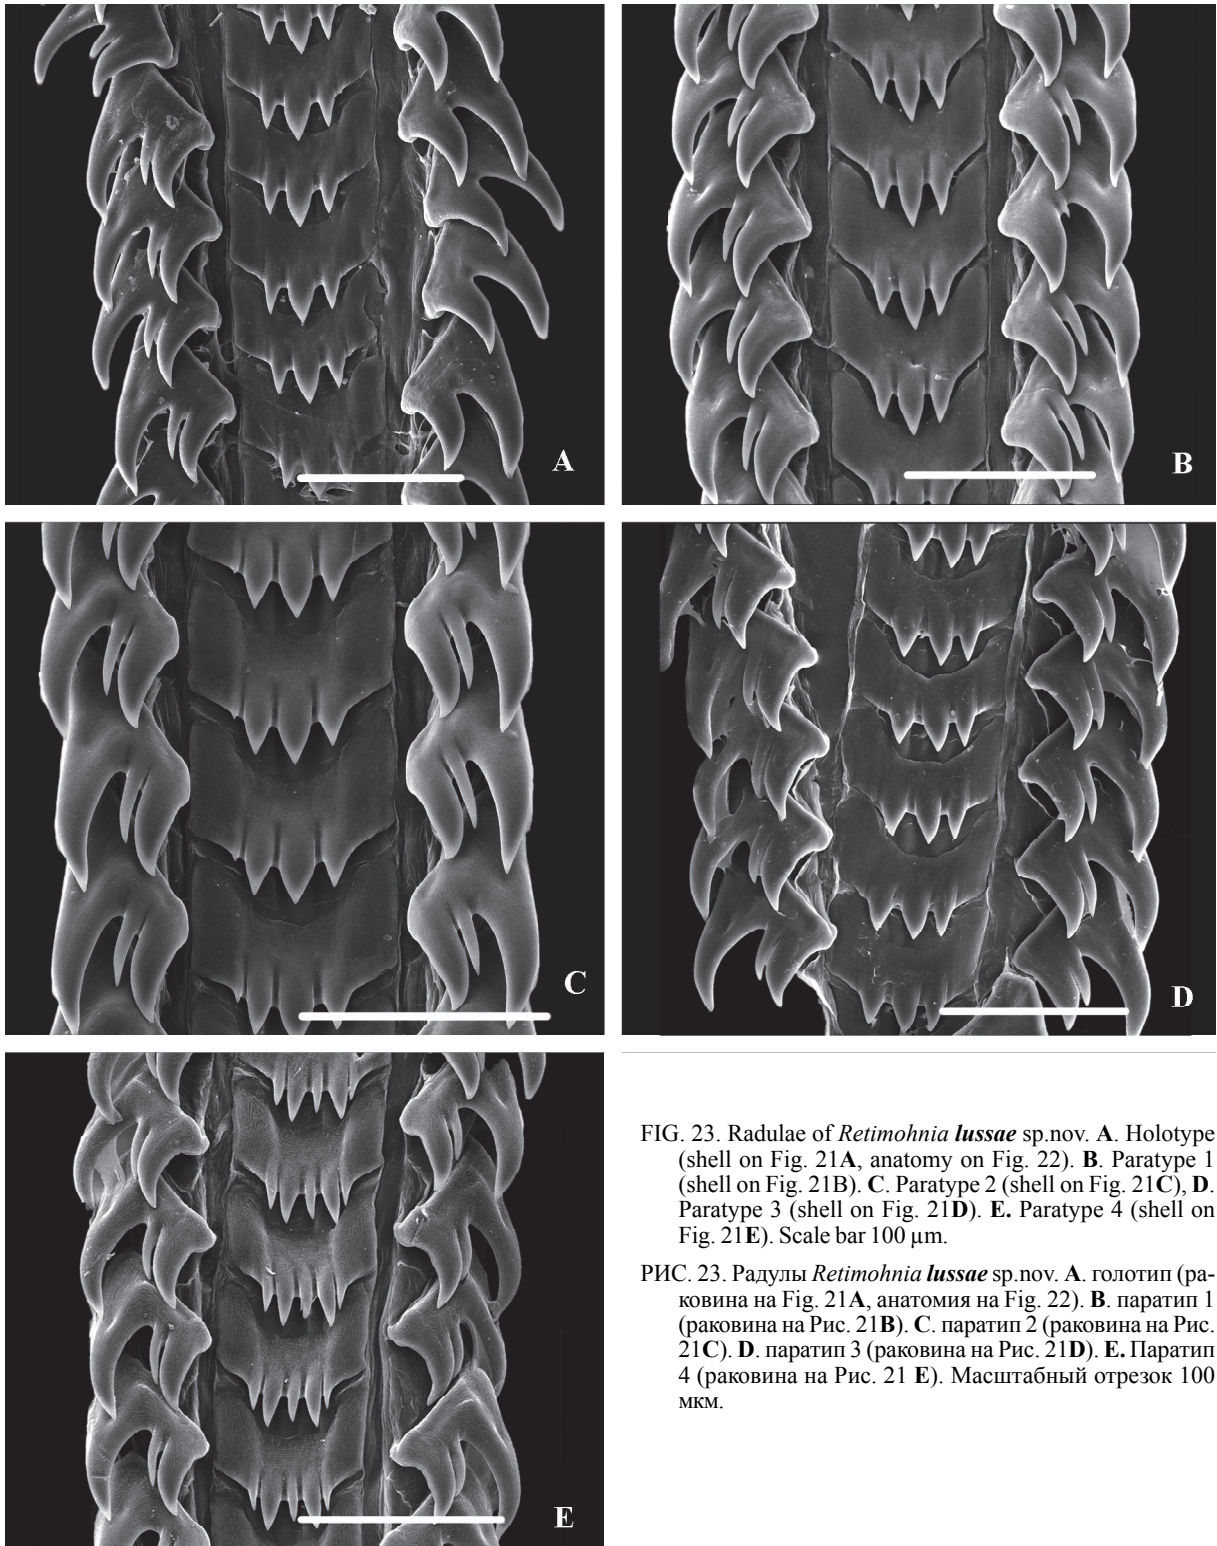 A
B
C
D
E
FIG. 23. Radulae of Retimohnia lussae sp.nov. A. Holotype
(shell on Fig. 21A, anatomy on Fig. 22). B. Paratype 1
(shell on Fig. 21B). C. Paratype 2 (shell on Fig. 21C), D.
Paratype 3 (shell on Fig. 21D). E. Paratype 4 (shell on
Fig. 21E). Scale bar 100 µm.
РИС. 23. Радулы Retimohnia lussae sp.nov. A. голотип (ра-
ковина на Fig. 21A, анатомия на Fig. 22). B. паратип 1
(раковина на Рис. 21B). C. паратип 2 (раковина на Рис.
21C). D. паратип 3 (раковина на Рис. 21D). E. Паратип
4 (раковина на Рис. 21 E). Масштабный отрезок 100
мкм.